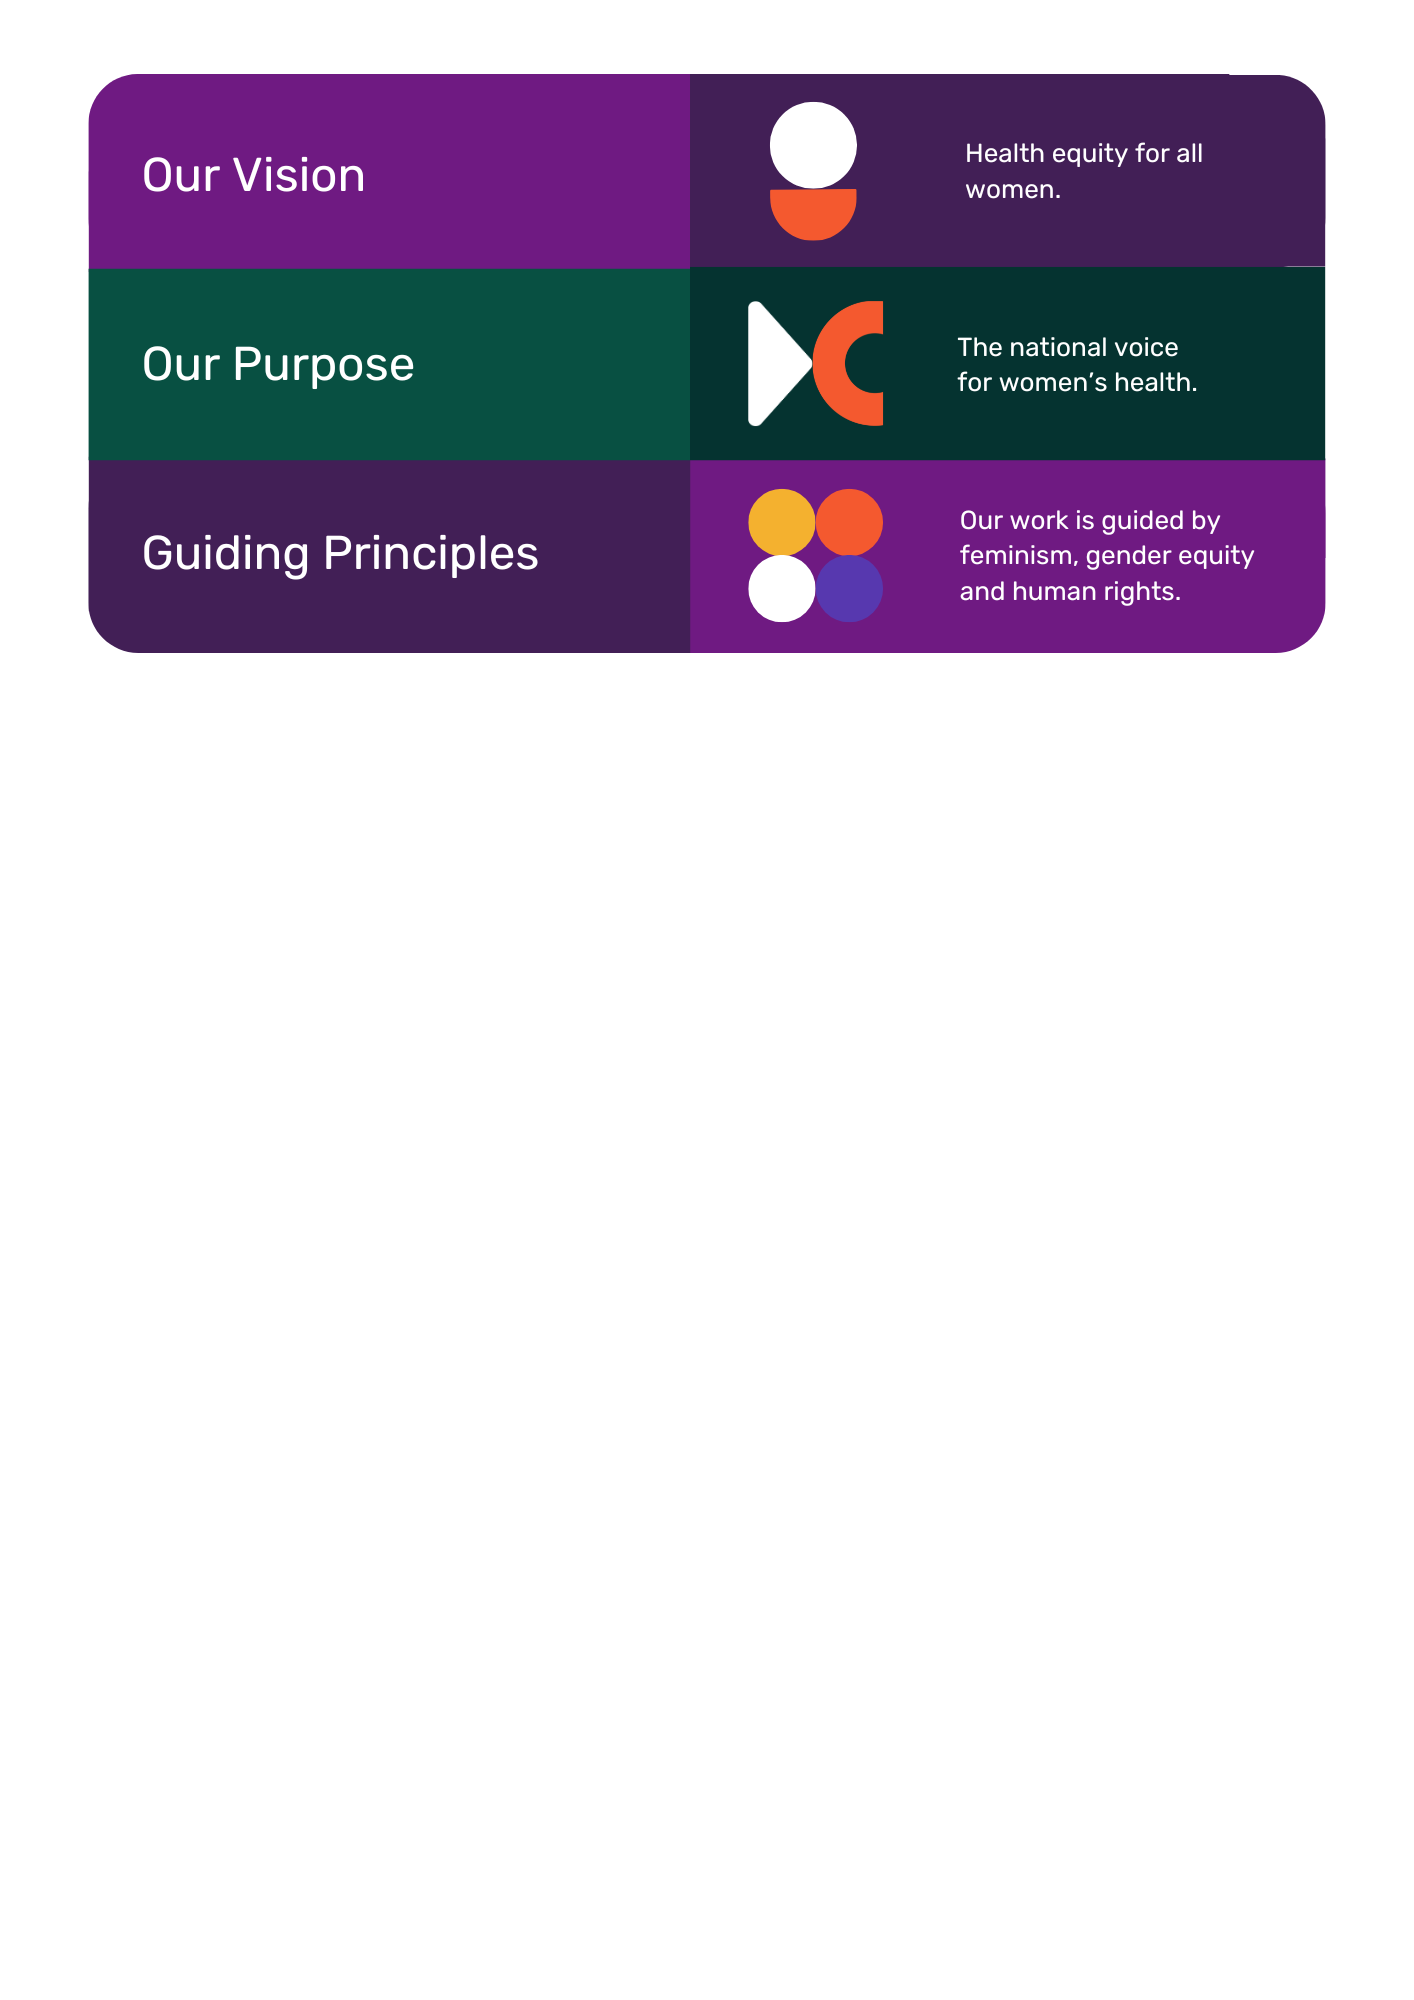 Our Vision
Health equity for all
women.
Our Purpose
The national voice
for women’s health.
Guiding Principles
Our work is guided by
feminism, gender equity
and human rights.